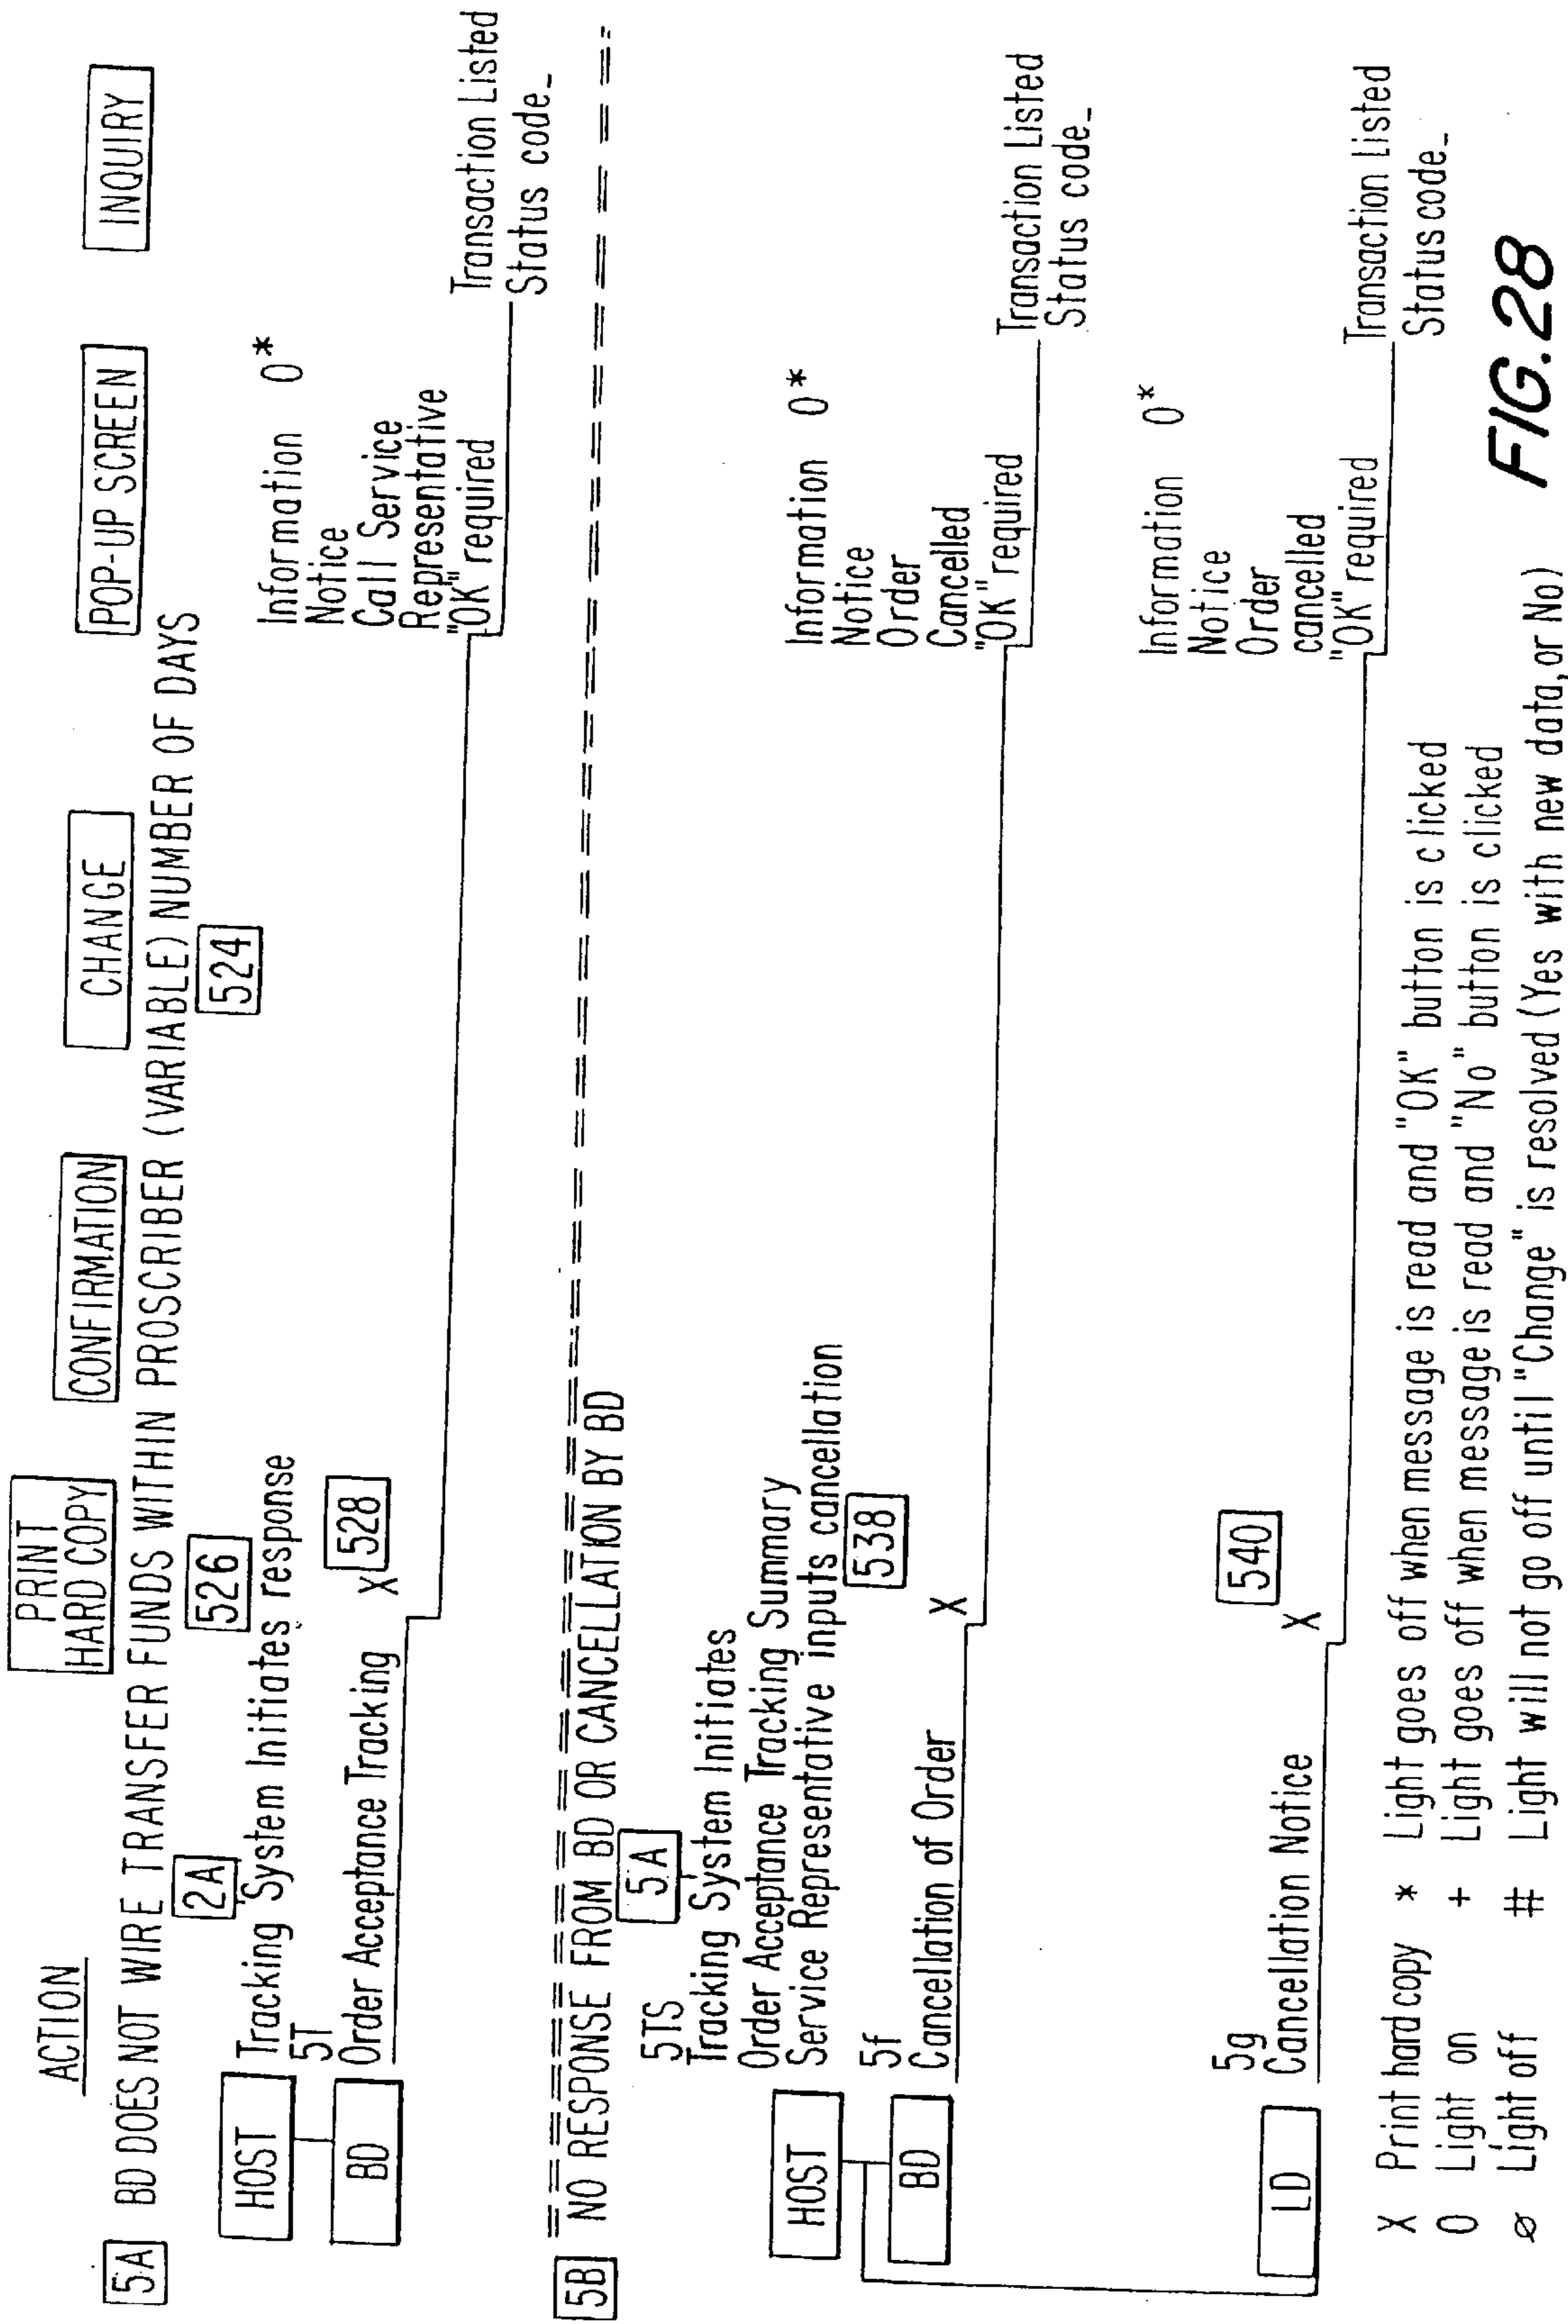 ACTION
PRINT
HARD COPY
CONFIRMATION
CHANGE
POP-UP SCREEN
INQUIRY
5A BD DOES NOT WIRE TRANSFER FUNDS WITHIN PROSCRIBER (VARIABLE) NUMBER OF DAYS
2A
526
524
HOST
Tracking System Initiates response
5T
BD
Order Acceptance Tracking
X
528
Information O*
Notice
Call Service
Representative
"OK" required
Transaction Listed
Status code_
5B NO RESPONSE FROM BD OR CANCELLATION BY BD
5A
5TS
Tracking System Initiates
Order Acceptance Tracking Summary
Service Representative inputs cancellation
HOST
5f
BD
Cancellation of Order
X
538
Information O*
Notice
Order
Cancelled
"OK" required
Transaction Listed
Status code_
LD
5g
Cancellation Notice
X
540
Information O*
Notice
Order
cancelled
"OK" required
Transaction Listed
Status code_
X Print hard copy * Light goes off when message is read and "OK" button is clicked
O Light on + Light goes off when message is read and "No" button is clicked
ø Light off # Light will not go off until "Change" is resolved (Yes with new data, or No)
FIG. 28